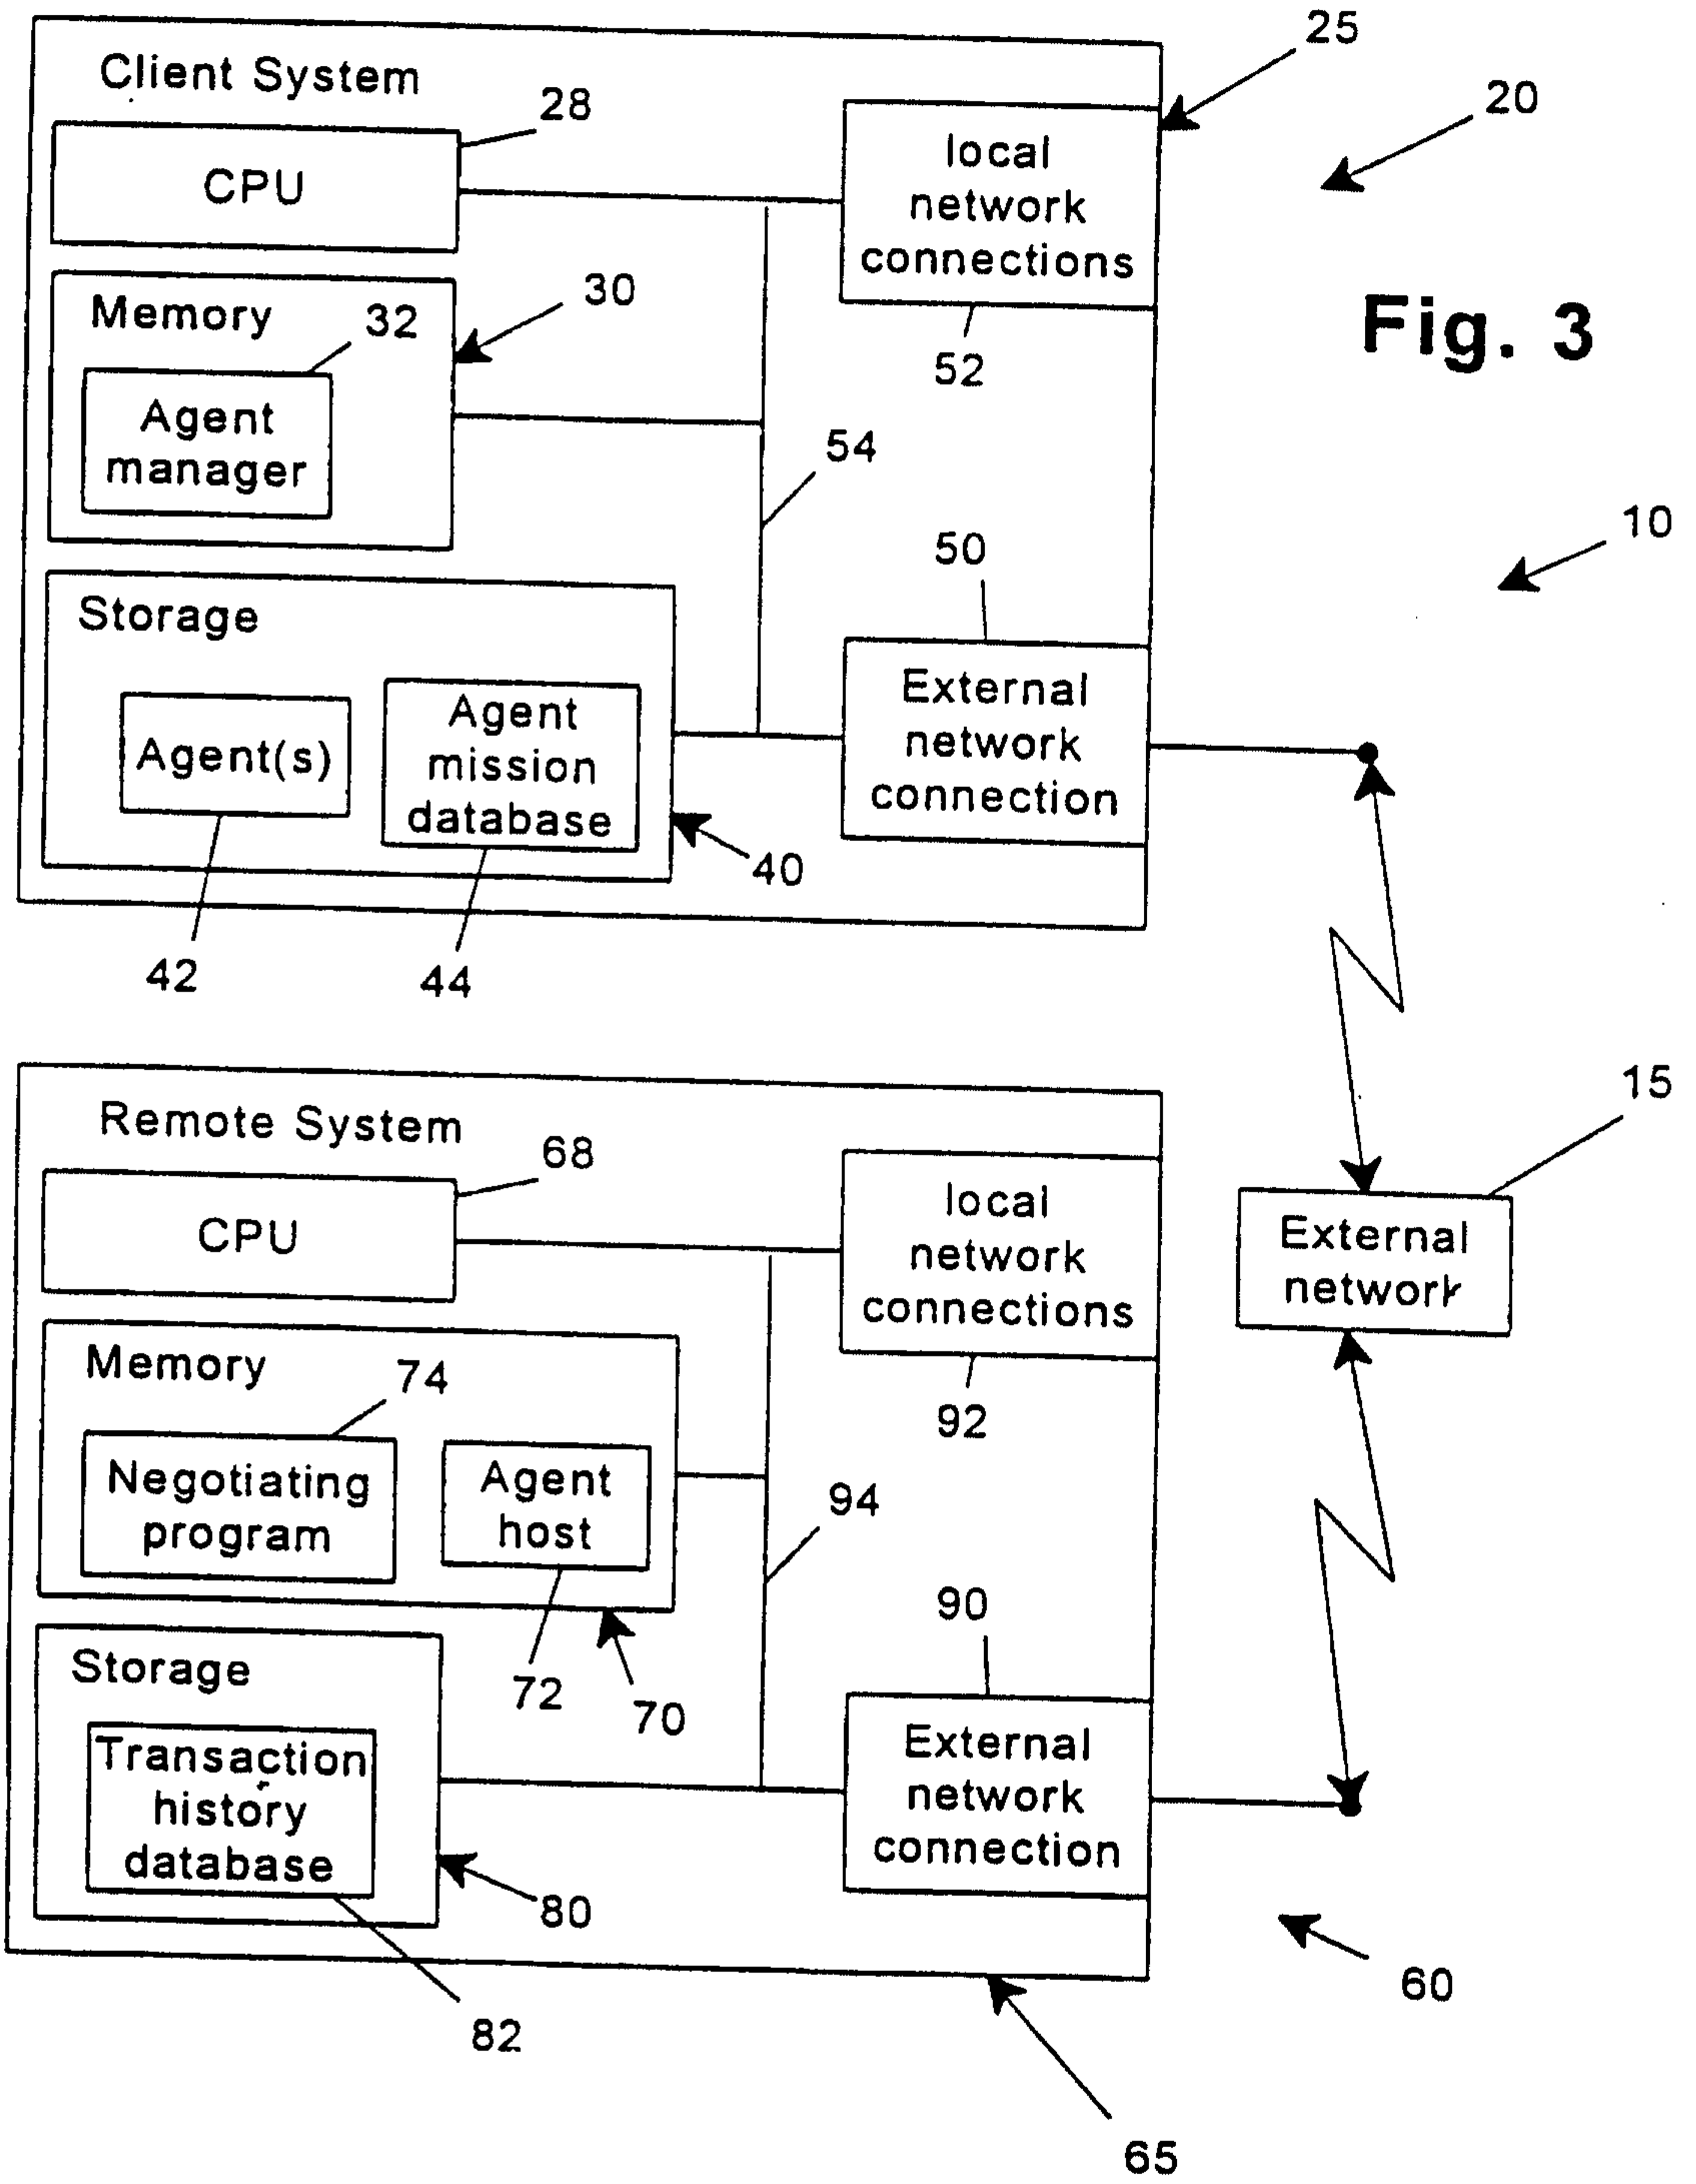 25
Client System
20
28
CPU
local
network
connections
30
Memory
32
Fig. 3
52
Agent
manager
54
10
50
Storage
External
network
connection
Agent(s)
Agent
mission
database
40
42
44
15
Remote System
68
CPU
local
network
connections
External
network
Memory
74
92
Negotiating
program
Agent
host
94
90
Storage
72
70
External
network
connection
Transaction
history
database
80
60
82
65